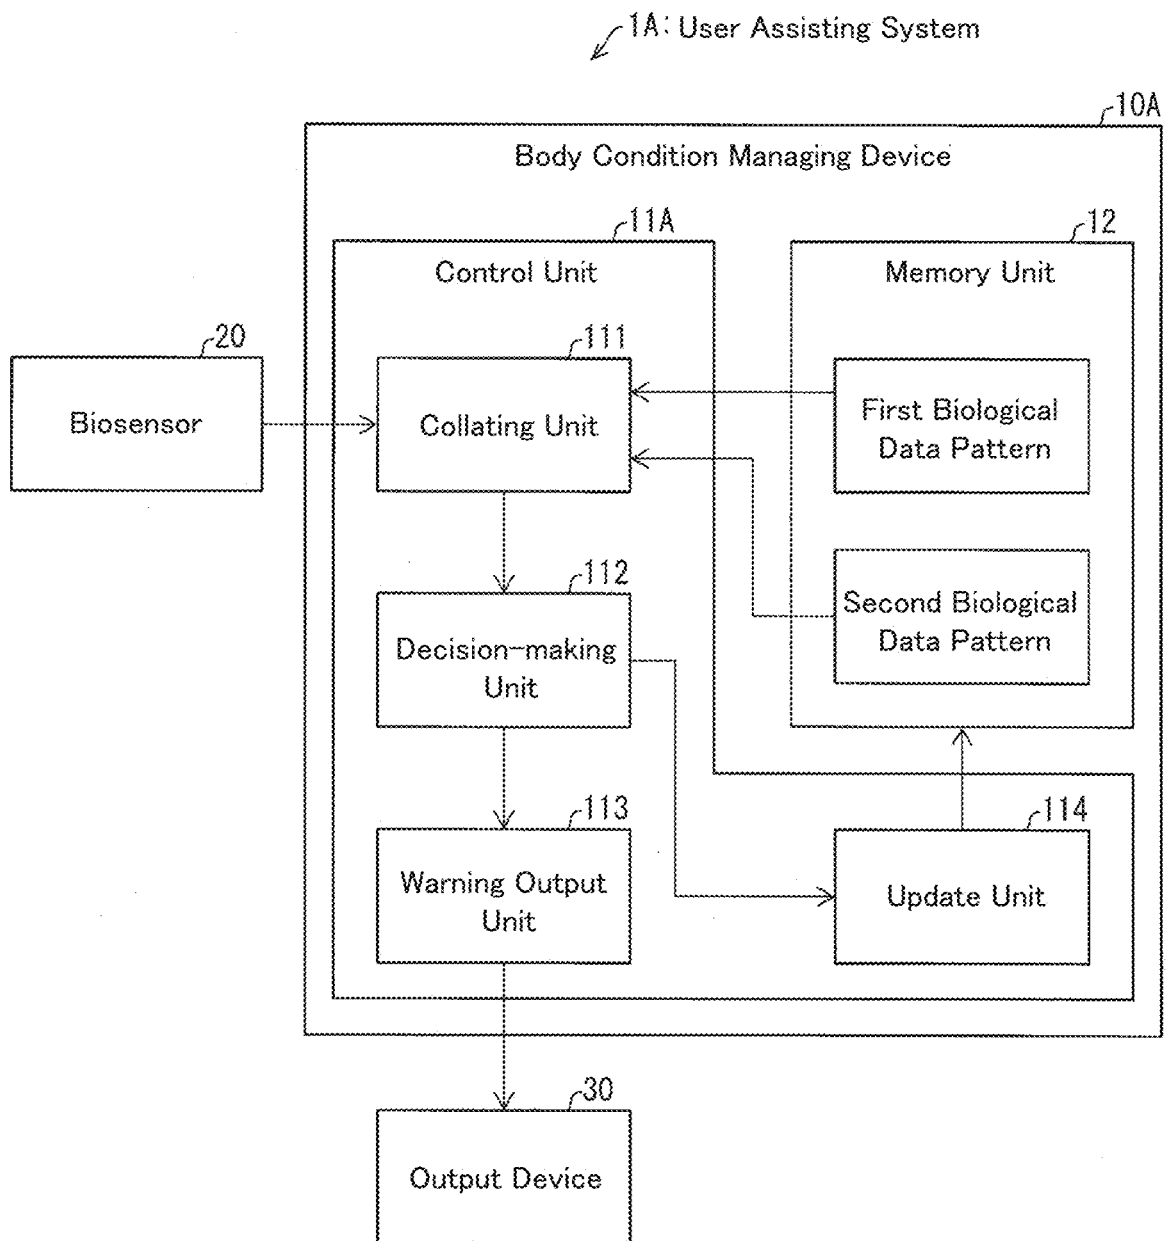 1A: User Assisting System
10A
Body Condition Managing Device
11A
Control Unit
12
Memory Unit
20
Biosensor
111
Collating Unit
First Biological
Data Pattern
112
Decision-making
Unit
Second Biological
Data Pattern
113
Warning Output
Unit
114
Update Unit
30
Output Device